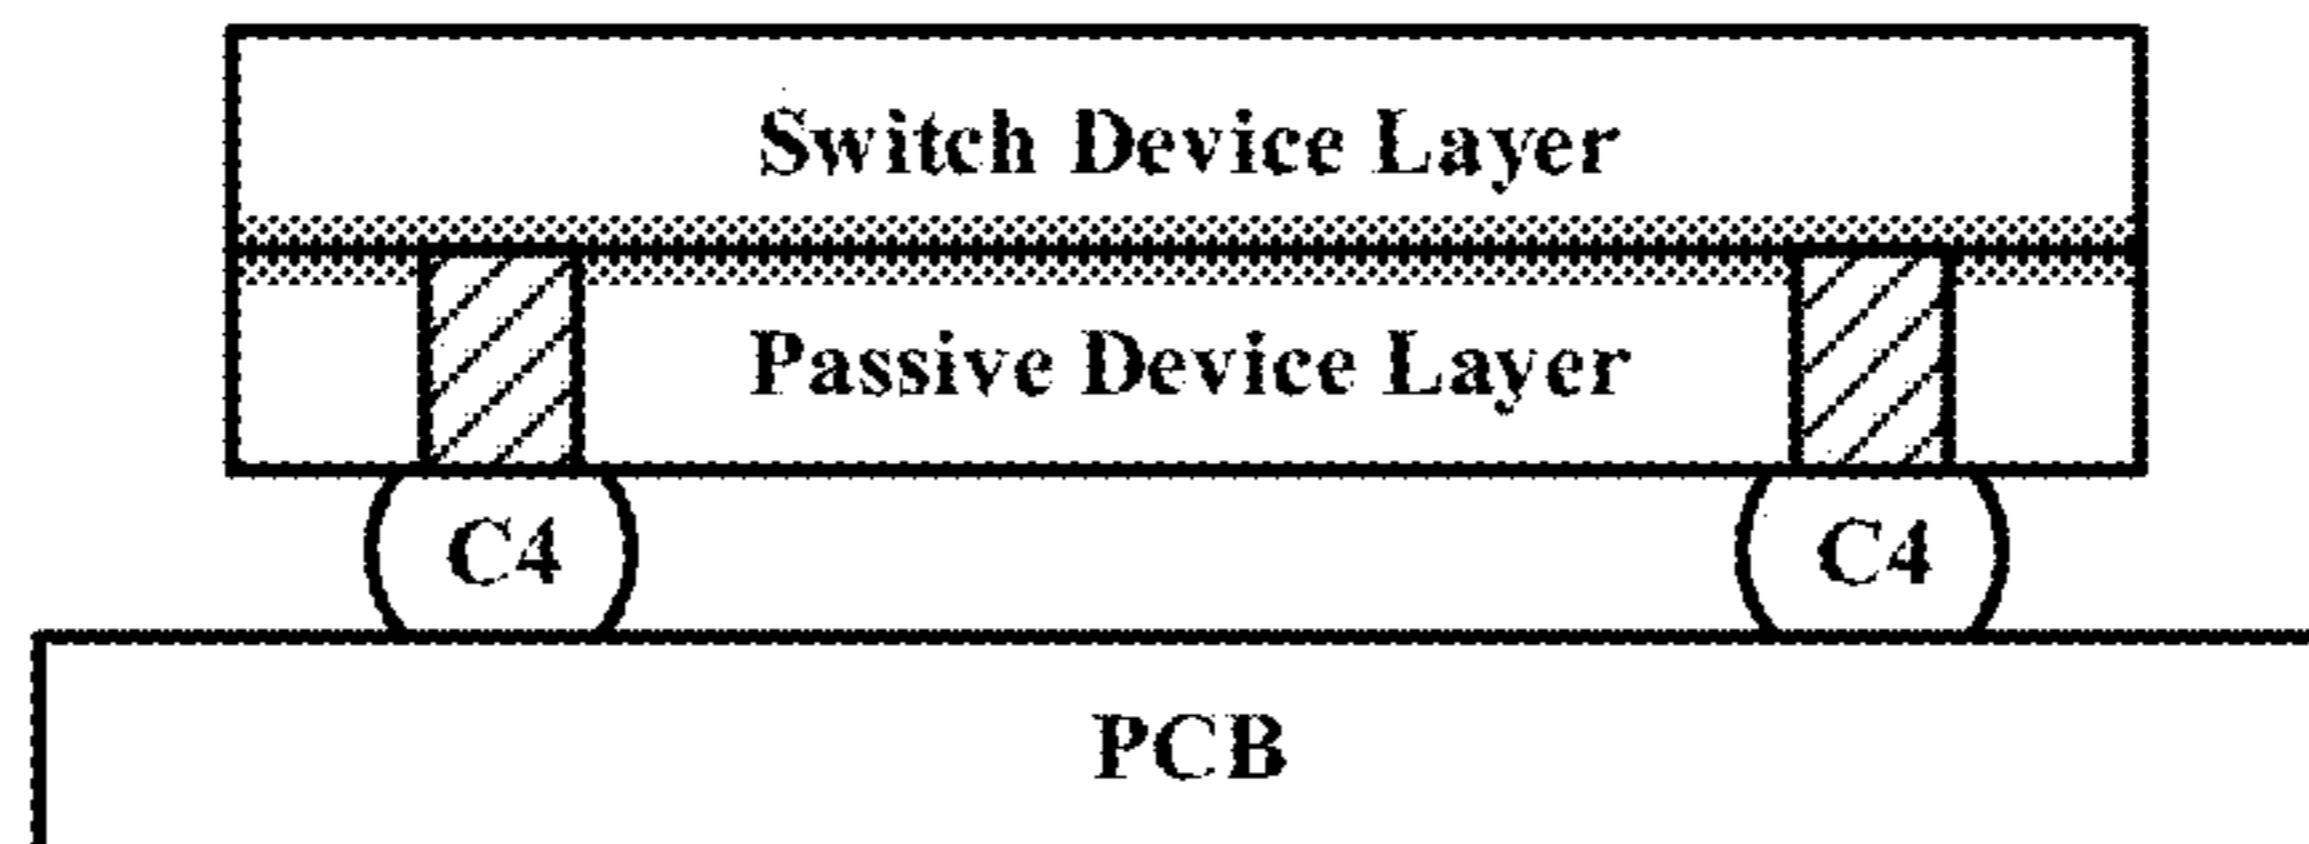 Switch Device Layer
Passive Device Layer
C4 C4
PCB